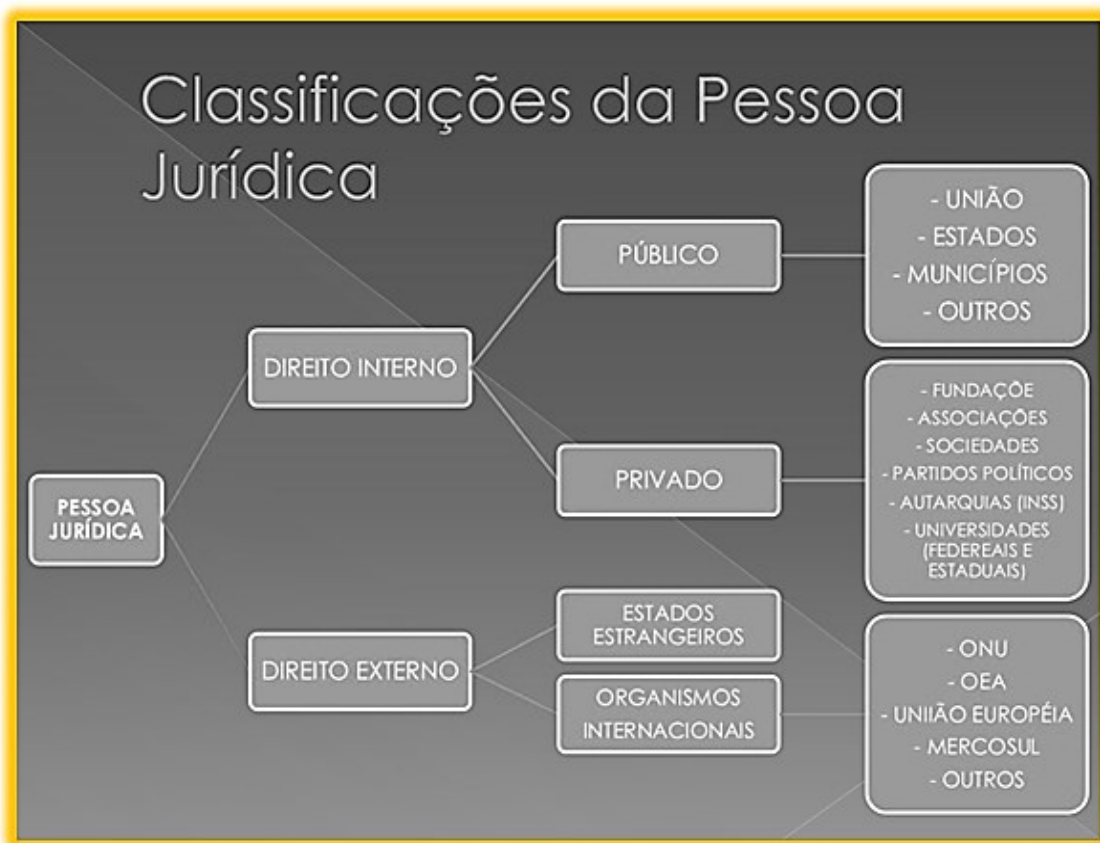 Classificações da Pessoa
Jurídica
PESSOA
JURÍDICA
DIREITO INTERNO
PÚBLICO
- UNIÃO
- ESTADOS
- MUNICÍPIOS
- OUTROS
PRIVADO
- FUNDAÇÕE
- ASSOCIAÇÕES
- SOCIEDADES
- PARTIDOS POLÍTICOS
- AUTARQUIAS (INSS)
- UNIVERSIDADES
(FEDEREAIS E
ESTADUAIS)
DIREITO EXTERNO
ESTADOS
ESTRANGEIROS
ORGANISMOS
INTERNACIONAIS
- ONU
- OEA
- UNIIÃO EUROPÉIA
- MERCOSUL
- OUTROS